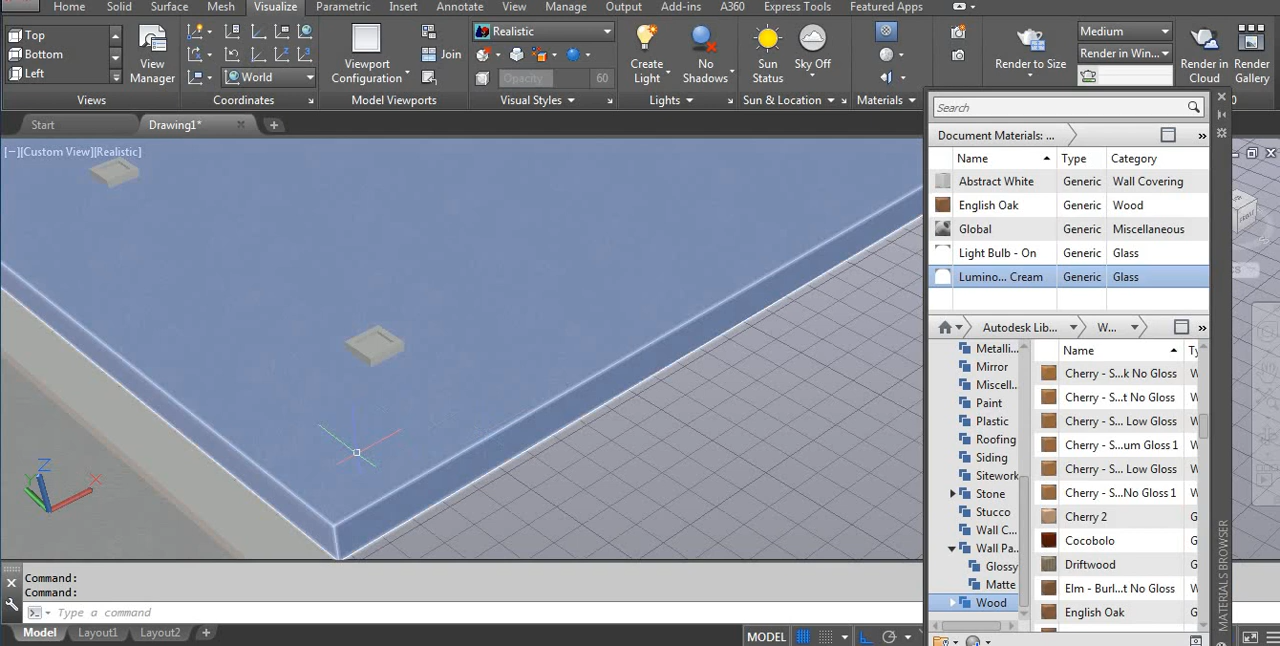 Home Solid Surface Mesh Visualize Parametric Insert Annotate View Manage Output Add-ins A360 Express Tools Featured Apps
Top
Bottom
Left
View
Manager
Views
World
Coordinates
Viewport
Configuration
Join
Model Viewports
Realistic
Opacity 60
Visual Styles
Create
Light
No
Shadows
Lights
Sun
Status
Sky Off
Sun & Location
Materials
Render to Size
Medium
Render in Win...
Render in
Cloud
Render
Gallery
Start
Drawing1*
[−][Custom View][Realistic]
Search
Document Materials: ...
Name Type Category
Abstract White Generic Wall Covering
English Oak Generic Wood
Global Generic Miscellaneous
Light Bulb - On Generic Glass
Lumino... Cream Generic Glass
Autodesk Lib... W...
Metalli...
Mirror
Miscell...
Paint
Plastic
Roofing
Siding
Sitework
Stone
Stucco
Wall C...
Wall Pa...
Glossy
Matte
Wood
Name
Cherry - S...k No Gloss
Cherry - S...t No Gloss
Cherry - S... Low Gloss
Cherry - S...um Gloss 1
Cherry - S... Low Gloss
Cherry - S...No Gloss 1
Cherry 2
Cocobolo
Driftwood
Elm - Burl...t No Gloss
English Oak
MATERIALS BROWSER
FRONT
Z
Y
X
Command:
Command:
Type a command
Model Layout1 Layout2
MODEL